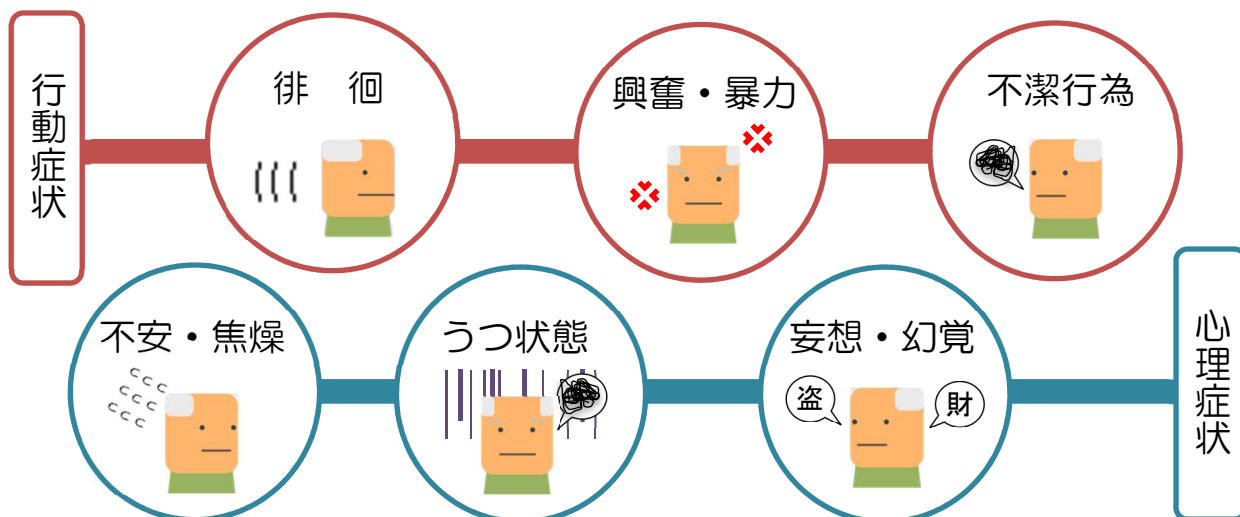 行動症状
徘　徊
興奮・暴力
不潔行為
不安・焦燥
うつ状態
妄想・幻覚
盗
財
心理症状